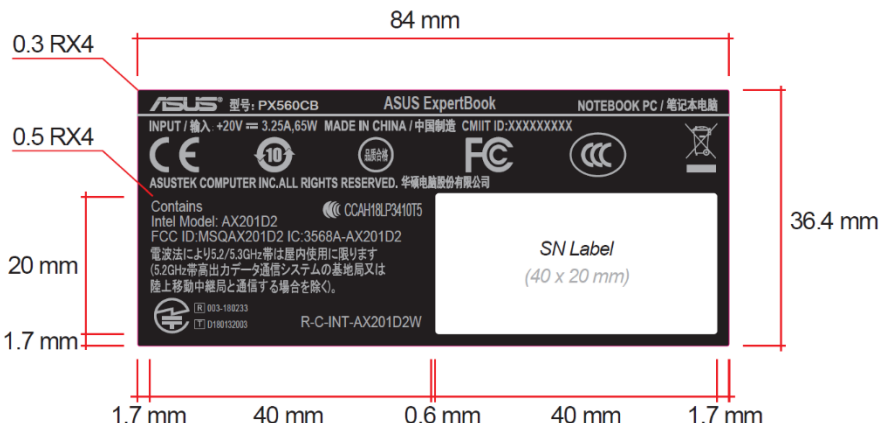 84 mm
0.3 RX4
ASUS® 型号: PX560CB ASUS ExpertBook NOTEBOOK PC / 笔记本电脑
0.5 RX4
INPUT / 输入: +20V ⎓ 3.25A,65W MADE IN CHINA / 中国制造 CMIIT ID:XXXXXXXXX
CE 10 品质合格 FC CCC
ASUSTEK COMPUTER INC.ALL RIGHTS RESERVED. 华硕电脑股份有限公司
Contains
CCAH18LP3410T5
Intel Model: AX201D2
FCC ID:MSQAX201D2 IC:3568A-AX201D2
電波法により5.2/5.3GHz帯は屋内使用に限ります
(5.2GHz帯高出力データ通信システムの基地局又は
陸上移動中継局と通信する場合を除く)。
R 003-180233
T D180132003
R-C-INT-AX201D2W
SN Label
(40 x 20 mm)
36.4 mm
20 mm
1.7 mm
1.7 mm 40 mm 0.6 mm 40 mm 1.7 mm